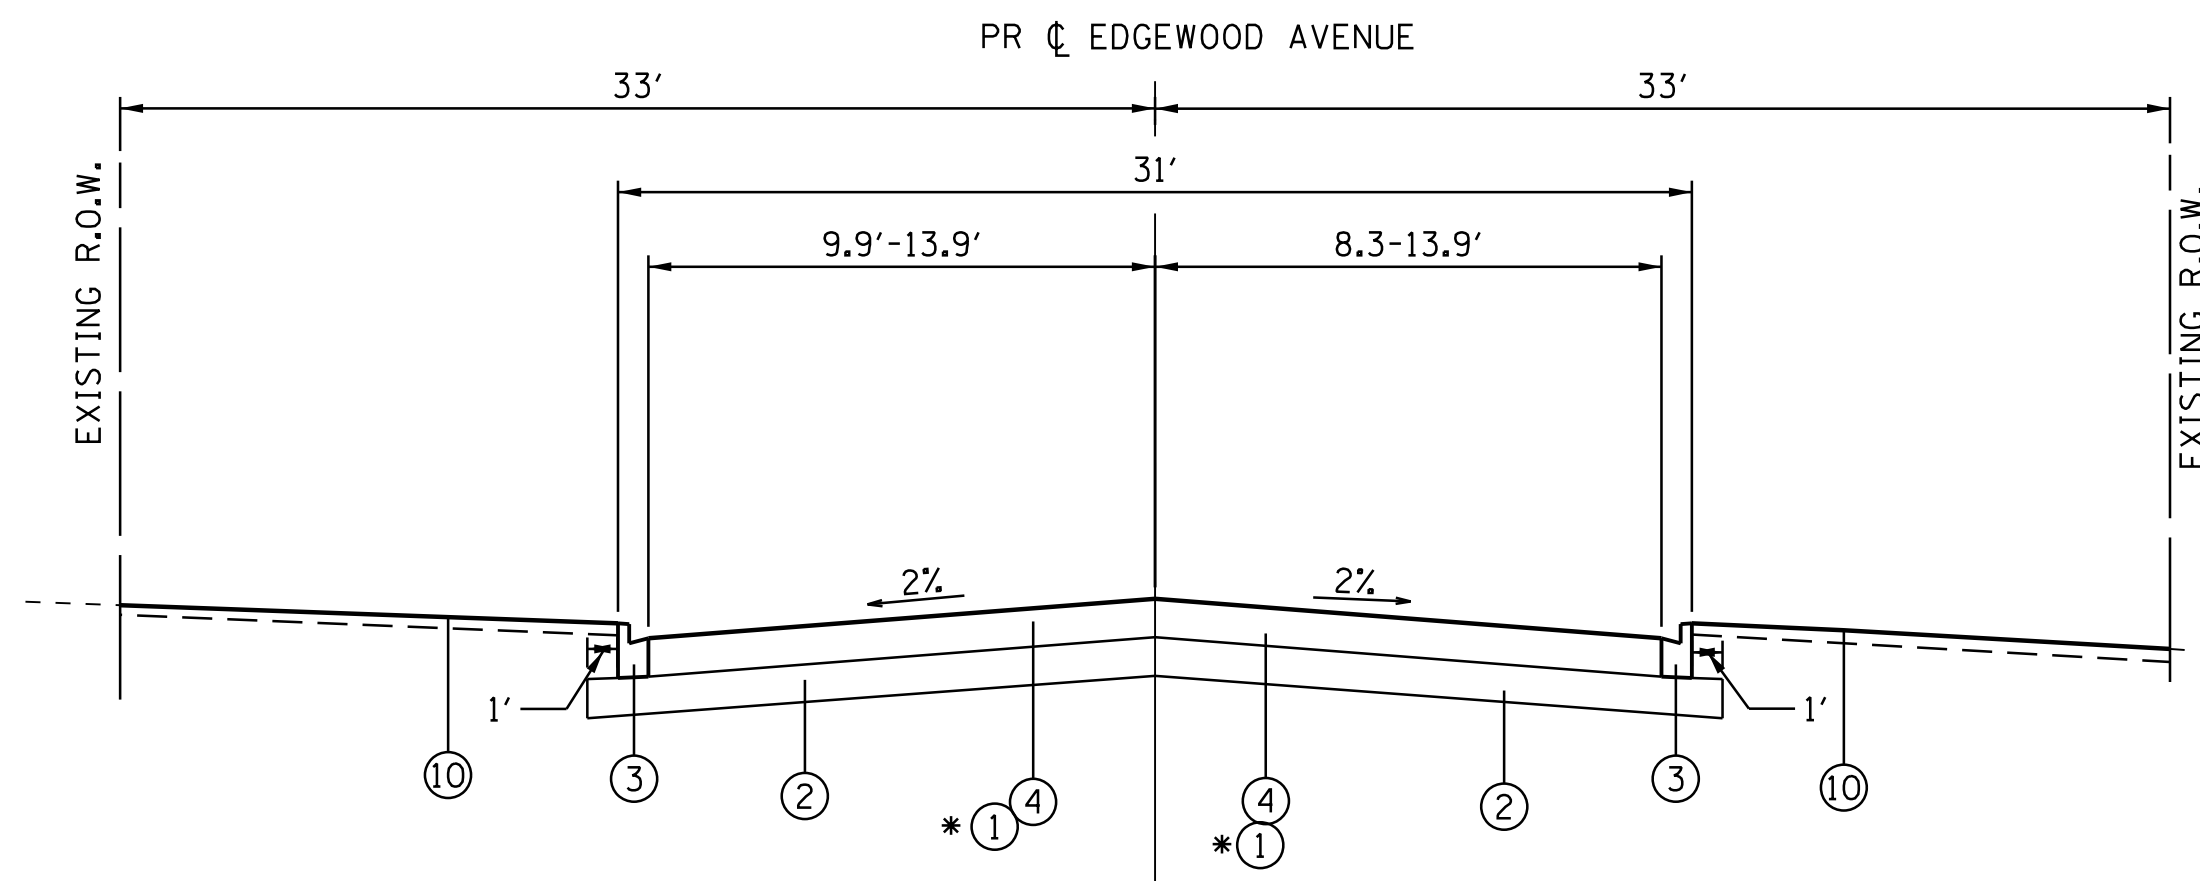 PR ℄ EDGEWOOD AVENUE
33' 33'
31'
9.9'-13.9' 8.3-13.9'
EXISTING R.O.W.
EXISTING R.O.W.
2% 2%
1' 1'
10 3 2 4 4 2 3 10
* 1 * 1